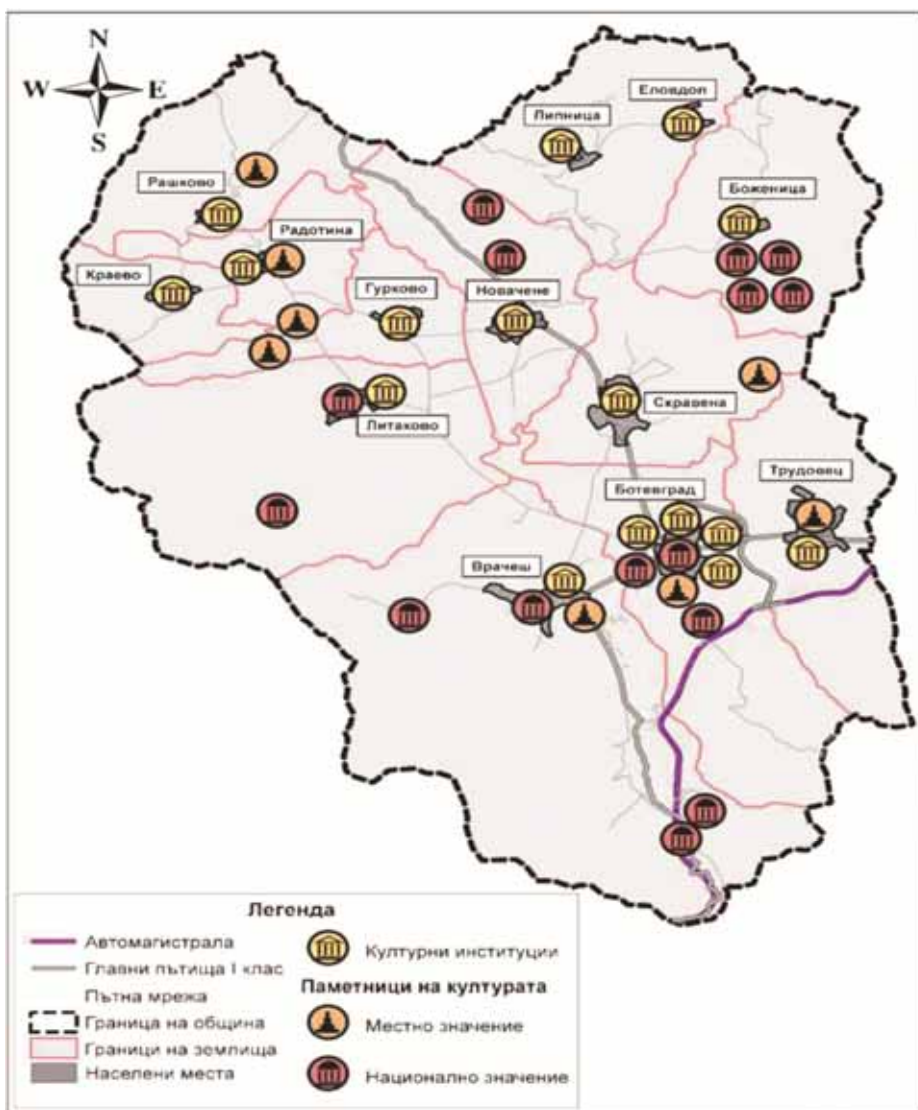 N
W E
S
Еловдол
Липница
Боженица
Рашково
Радотина
Краево
Гурково
Новачене
Скравена
Литаково
Трудовец
Ботевград
Врачеш
Легенда
Автомагистрала
Главни пътища I клас
Пътна мрежа
Граница на община
Граници на землища
Населени места
Културни институции
Паметници на културата
Местно значение
Национално значение